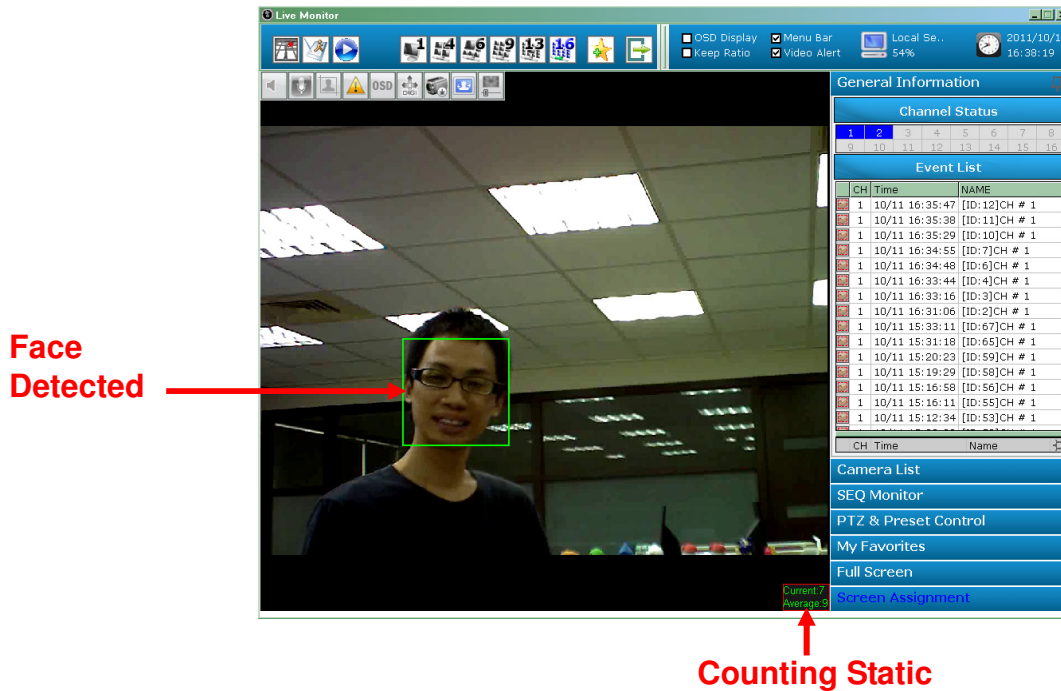 Live Monitor
1 4 6 9 13 16
OSD Display Menu Bar
Keep Ratio Video Alert
Local Se..
54%
2011/10/1
16:38:19
OSD
DIGI
General Information
Channel Status
1 2 3 4 5 6 7 8
9 10 11 12 13 14 15 16
Event List
CH Time NAME
1 10/11 16:35:47 [ID:12]CH # 1
1 10/11 16:35:38 [ID:11]CH # 1
1 10/11 16:35:29 [ID:10]CH # 1
1 10/11 16:34:55 [ID:7]CH # 1
1 10/11 16:34:48 [ID:6]CH # 1
1 10/11 16:33:44 [ID:4]CH # 1
1 10/11 16:33:16 [ID:3]CH # 1
1 10/11 16:31:06 [ID:2]CH # 1
1 10/11 15:33:11 [ID:67]CH # 1
1 10/11 15:31:18 [ID:65]CH # 1
1 10/11 15:20:23 [ID:59]CH # 1
1 10/11 15:19:29 [ID:58]CH # 1
1 10/11 15:16:58 [ID:56]CH # 1
1 10/11 15:16:11 [ID:55]CH # 1
1 10/11 15:12:34 [ID:53]CH # 1
CH Time Name
Camera List
SEQ Monitor
PTZ & Preset Control
My Favorites
Full Screen
Screen Assignment
Face
Detected
Current:7
Average:9
Counting Static